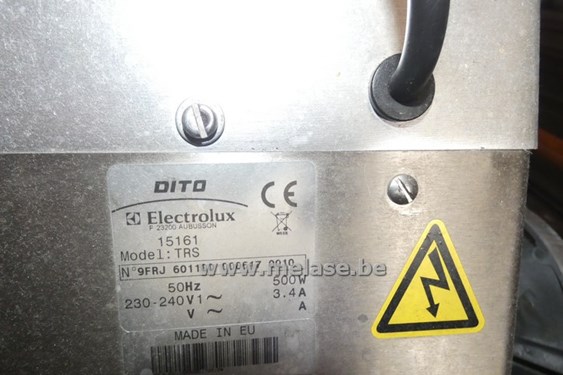 DITO
CE
Electrolux
F 23200 AUBUSSON
15161
Model:TRS
N°9FRJ
www.melase.be
50Hz 500W
230-240V1~ 3.4A
V~ A
MADE IN EU